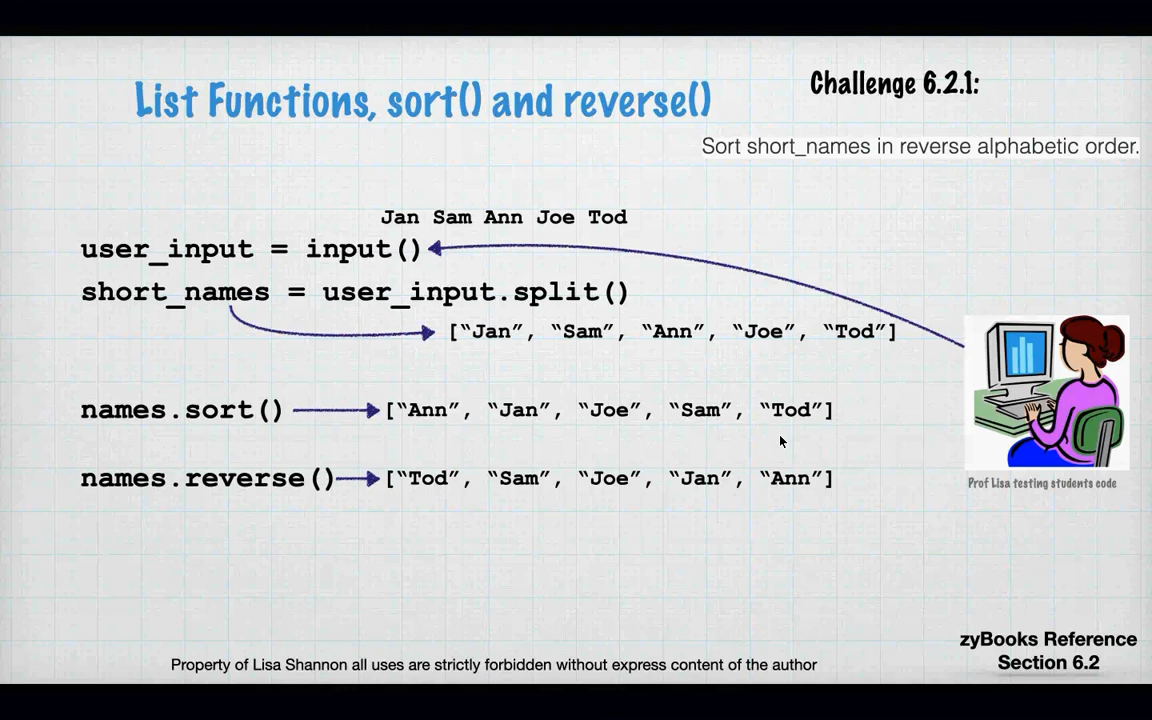 List Functions, sort() and reverse()
Challenge 6.2.1:
Sort short_names in reverse alphabetic order.
Jan Sam Ann Joe Tod
user_input = input()
short_names = user_input.split()
[“Jan”, “Sam”, “Ann”, “Joe”, “Tod”]
names.sort()
[“Ann”, “Jan”, “Joe”, “Sam”, “Tod”]
names.reverse()
[“Tod”, “Sam”, “Joe”, “Jan”, “Ann”]
Prof Lisa testing students code
zyBooks Reference
Section 6.2
Property of Lisa Shannon all uses are strictly forbidden without express content of the author